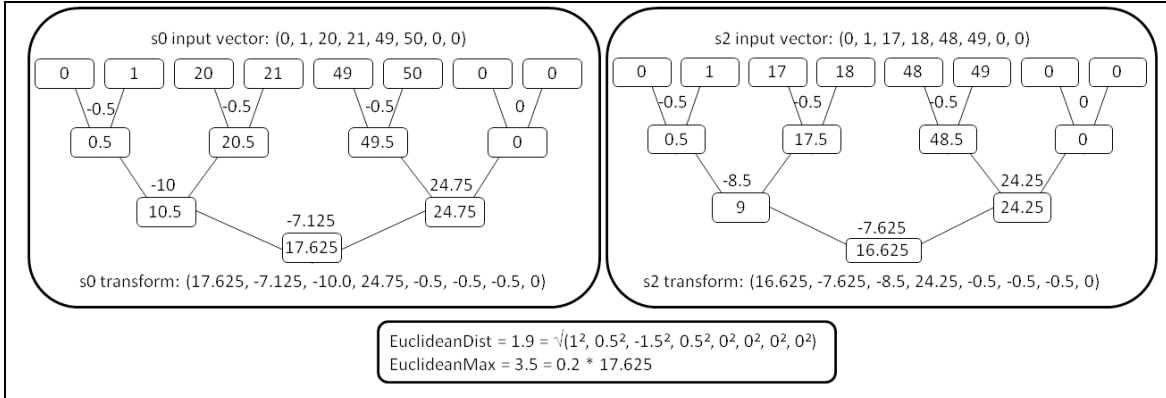 s0 input vector: (0, 1, 20, 21, 49, 50, 0, 0)
0 1 20 21 49 50 0 0
-0.5 -0.5 -0.5 0
0.5 20.5 49.5 0
-10 24.75
10.5 24.75
-7.125
17.625
s0 transform: (17.625, -7.125, -10.0, 24.75, -0.5, -0.5, -0.5, 0)
s2 input vector: (0, 1, 17, 18, 48, 49, 0, 0)
0 1 17 18 48 49 0 0
-0.5 -0.5 -0.5 0
0.5 17.5 48.5 0
-8.5 24.25
9 24.25
-7.625
16.625
s2 transform: (16.625, -7.625, -8.5, 24.25, -0.5, -0.5, -0.5, 0)
EuclideanDist = 1.9 = √(1², 0.5², -1.5², 0.5², 0², 0², 0², 0²)
EuclideanMax = 3.5 = 0.2 * 17.625